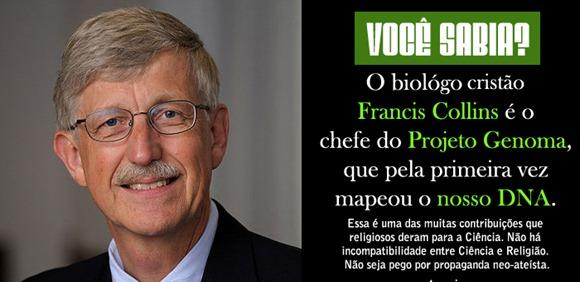 VOCÊ SABIA?
O biológo cristão
Francis Collins é o
chefe do Projeto Genoma,
que pela primeira vez
mapeou o nosso DNA.
Essa é uma das muitas contribuições que
religiosos deram para a Ciência. Não há
incompatibilidade entre Ciência e Religião.
Não seja pego por propaganda neo-ateísta.